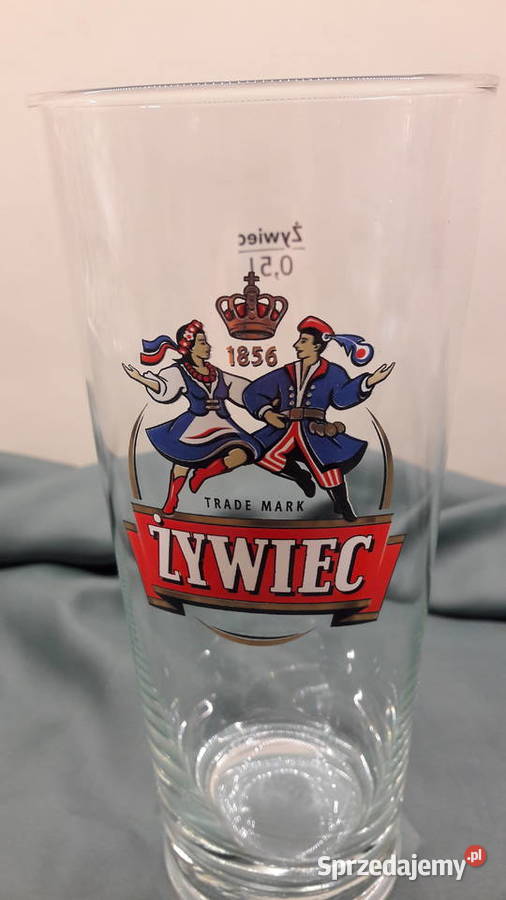 Żywiec
0,5l
1856
TRADE MARK
ŻYWIEC
Sprzedajemy.pl